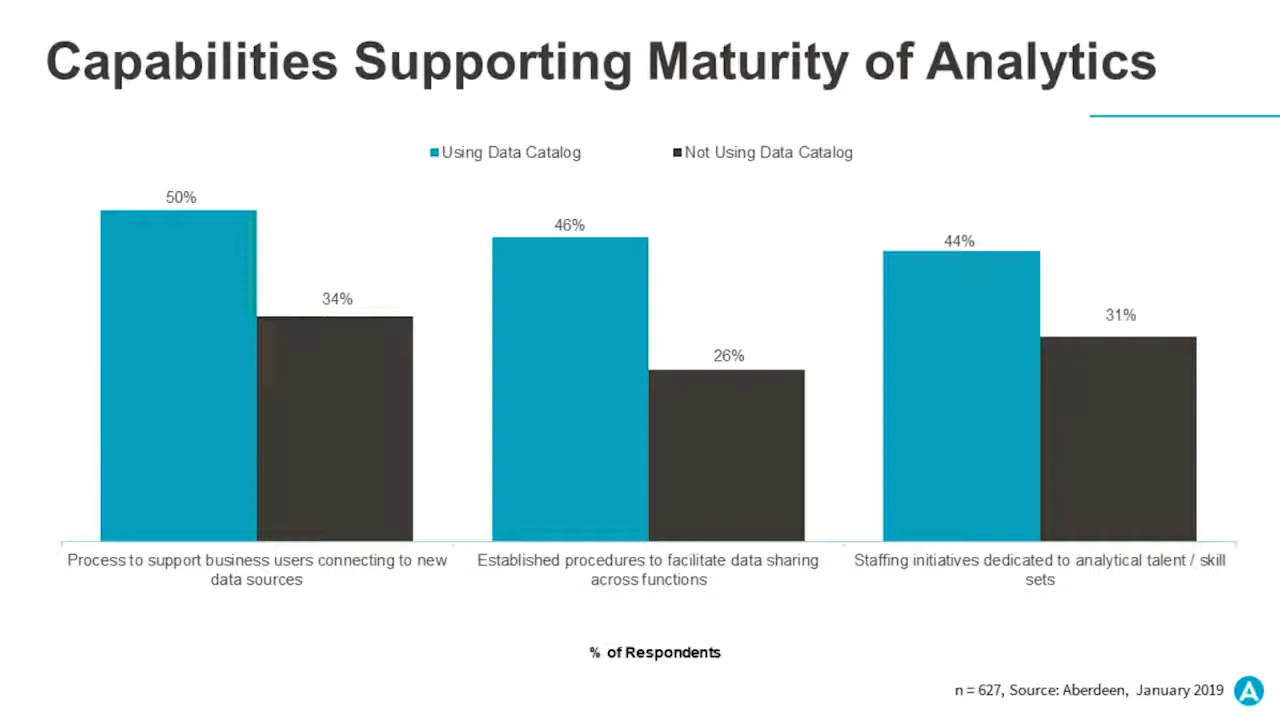 Capabilities Supporting Maturity of Analytics
Using Data Catalog
Not Using Data Catalog
50%
34%
46%
26%
44%
31%
Process to support business users connecting to new
data sources
Established procedures to facilitate data sharing
across functions
Staffing initiatives dedicated to analytical talent / skill
sets
% of Respondents
n = 627, Source: Aberdeen, January 2019
A